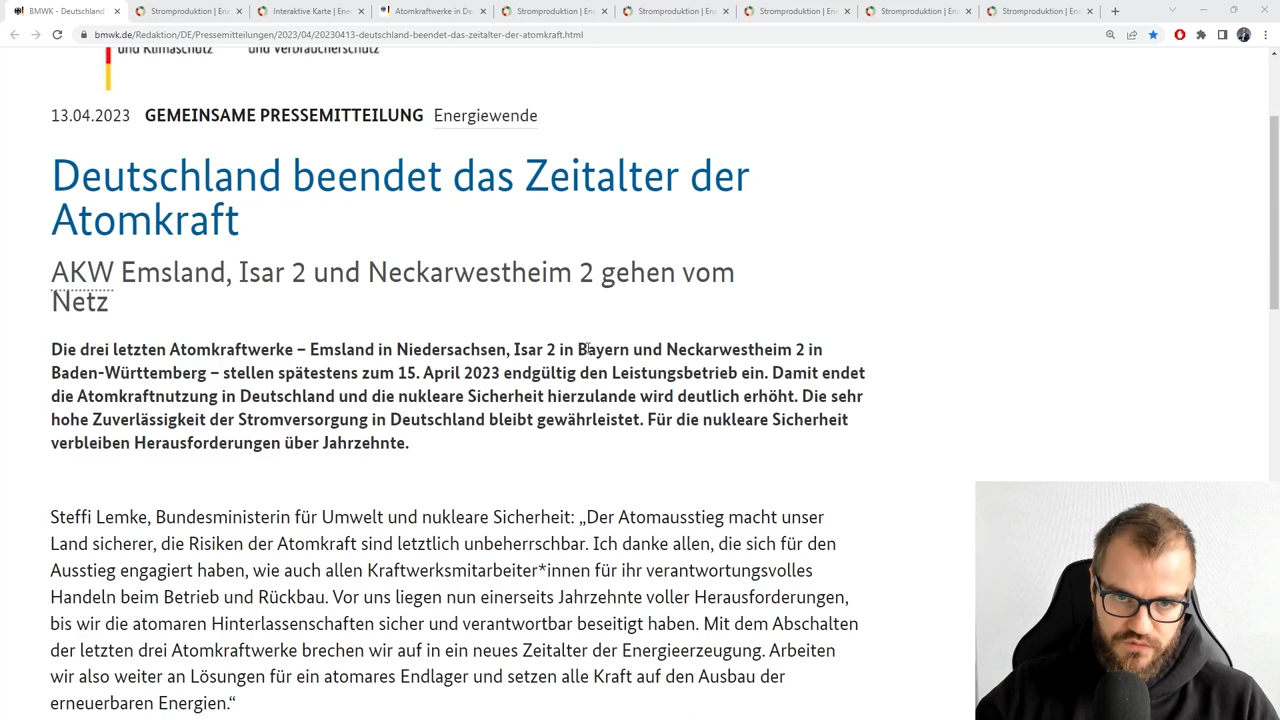 BMWK - Deutschland
Stromproduktion | Ene
Interaktive Karte | Ene
Atomkraftwerke in De
Stromproduktion | Ene
Stromproduktion | Ene
Stromproduktion | Ene
Stromproduktion | Ene
Stromproduktion | Ene
bmwk.de/Redaktion/DE/Pressemitteilungen/2023/04/20230413-deutschland-beendet-das-zeitalter-der-atomkraft.html
und Klimaschutz und Verbraucherschutz
13.04.2023 GEMEINSAME PRESSEMITTEILUNG Energiewende
Deutschland beendet das Zeitalter der
Atomkraft
AKW Emsland, Isar 2 und Neckarwestheim 2 gehen vom
Netz
Die drei letzten Atomkraftwerke – Emsland in Niedersachsen, Isar 2 in Bayern und Neckarwestheim 2 in
Baden-Württemberg – stellen spätestens zum 15. April 2023 endgültig den Leistungsbetrieb ein. Damit endet
die Atomkraftnutzung in Deutschland und die nukleare Sicherheit hierzulande wird deutlich erhöht. Die sehr
hohe Zuverlässigkeit der Stromversorgung in Deutschland bleibt gewährleistet. Für die nukleare Sicherheit
verbleiben Herausforderungen über Jahrzehnte.
Steffi Lemke, Bundesministerin für Umwelt und nukleare Sicherheit: „Der Atomausstieg macht unser
Land sicherer, die Risiken der Atomkraft sind letztlich unbeherrschbar. Ich danke allen, die sich für den
Ausstieg engagiert haben, wie auch allen Kraftwerksmitarbeiter*innen für ihr verantwortungsvolles
Handeln beim Betrieb und Rückbau. Vor uns liegen nun einerseits Jahrzehnte voller Herausforderungen,
bis wir die atomaren Hinterlassenschaften sicher und verantwortbar beseitigt haben. Mit dem Abschalten
der letzten drei Atomkraftwerke brechen wir auf in ein neues Zeitalter der Energieerzeugung. Arbeiten
wir also weiter an Lösungen für ein atomares Endlager und setzen alle Kraft auf den Ausbau der
erneuerbaren Energien.“